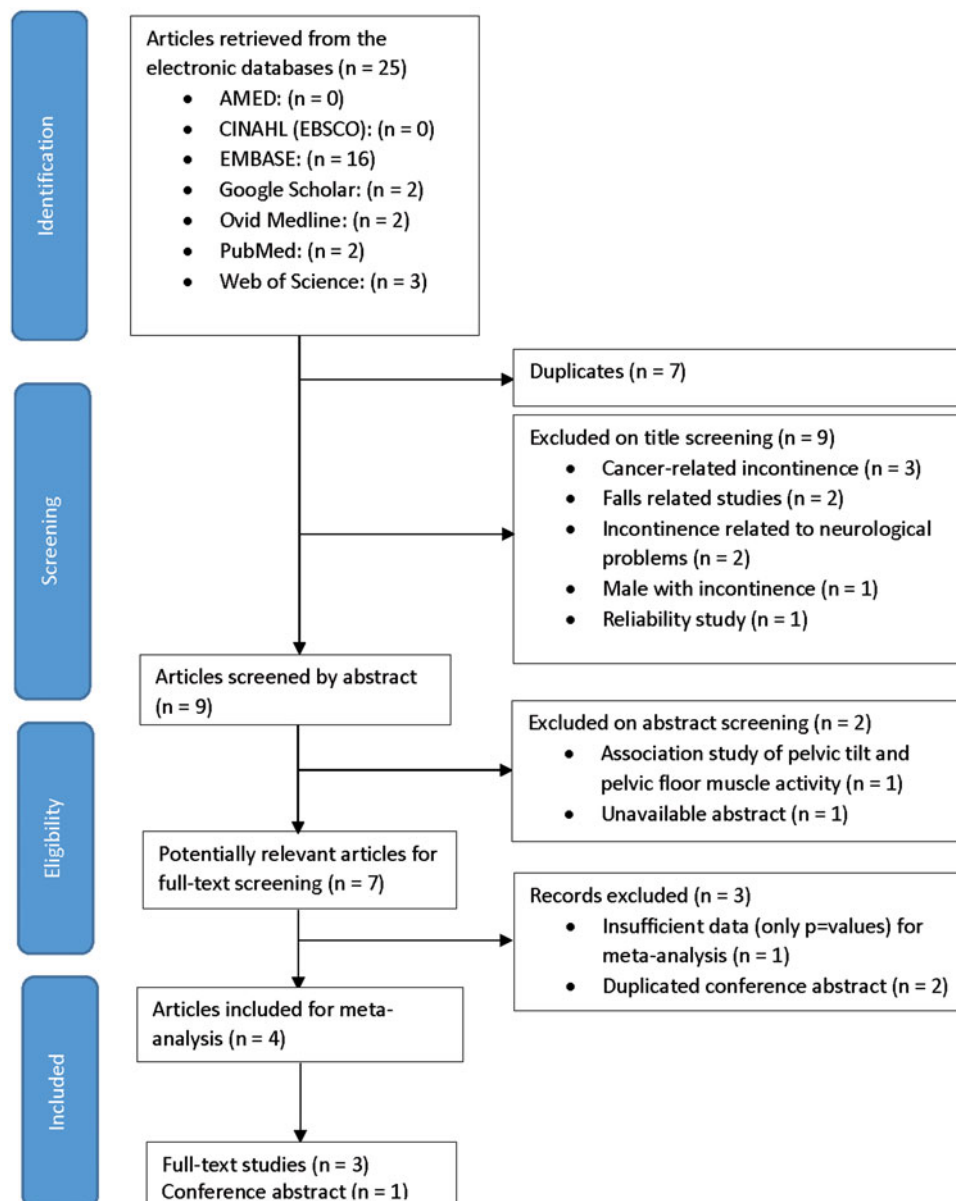 Identification
Articles retrieved from the
electronic databases (n = 25)
• AMED: (n = 0)
• CINAHL (EBSCO): (n = 0)
• EMBASE: (n = 16)
• Google Scholar: (n = 2)
• Ovid Medline: (n = 2)
• PubMed: (n = 2)
• Web of Science: (n = 3)
Screening
Duplicates (n = 7)
Excluded on title screening (n = 9)
• Cancer-related incontinence (n = 3)
• Falls related studies (n = 2)
• Incontinence related to neurological
problems (n = 2)
• Male with incontinence (n = 1)
• Reliability study (n = 1)
Articles screened by abstract
(n = 9)
Eligibility
Excluded on abstract screening (n = 2)
• Association study of pelvic tilt and
pelvic floor muscle activity (n = 1)
• Unavailable abstract (n = 1)
Potentially relevant articles for
full-text screening (n = 7)
Records excluded (n = 3)
• Insufficient data (only p=values) for
meta-analysis (n = 1)
• Duplicated conference abstract (n = 2)
Included
Articles included for meta-
analysis (n = 4)
Full-text studies (n = 3)
Conference abstract (n = 1)